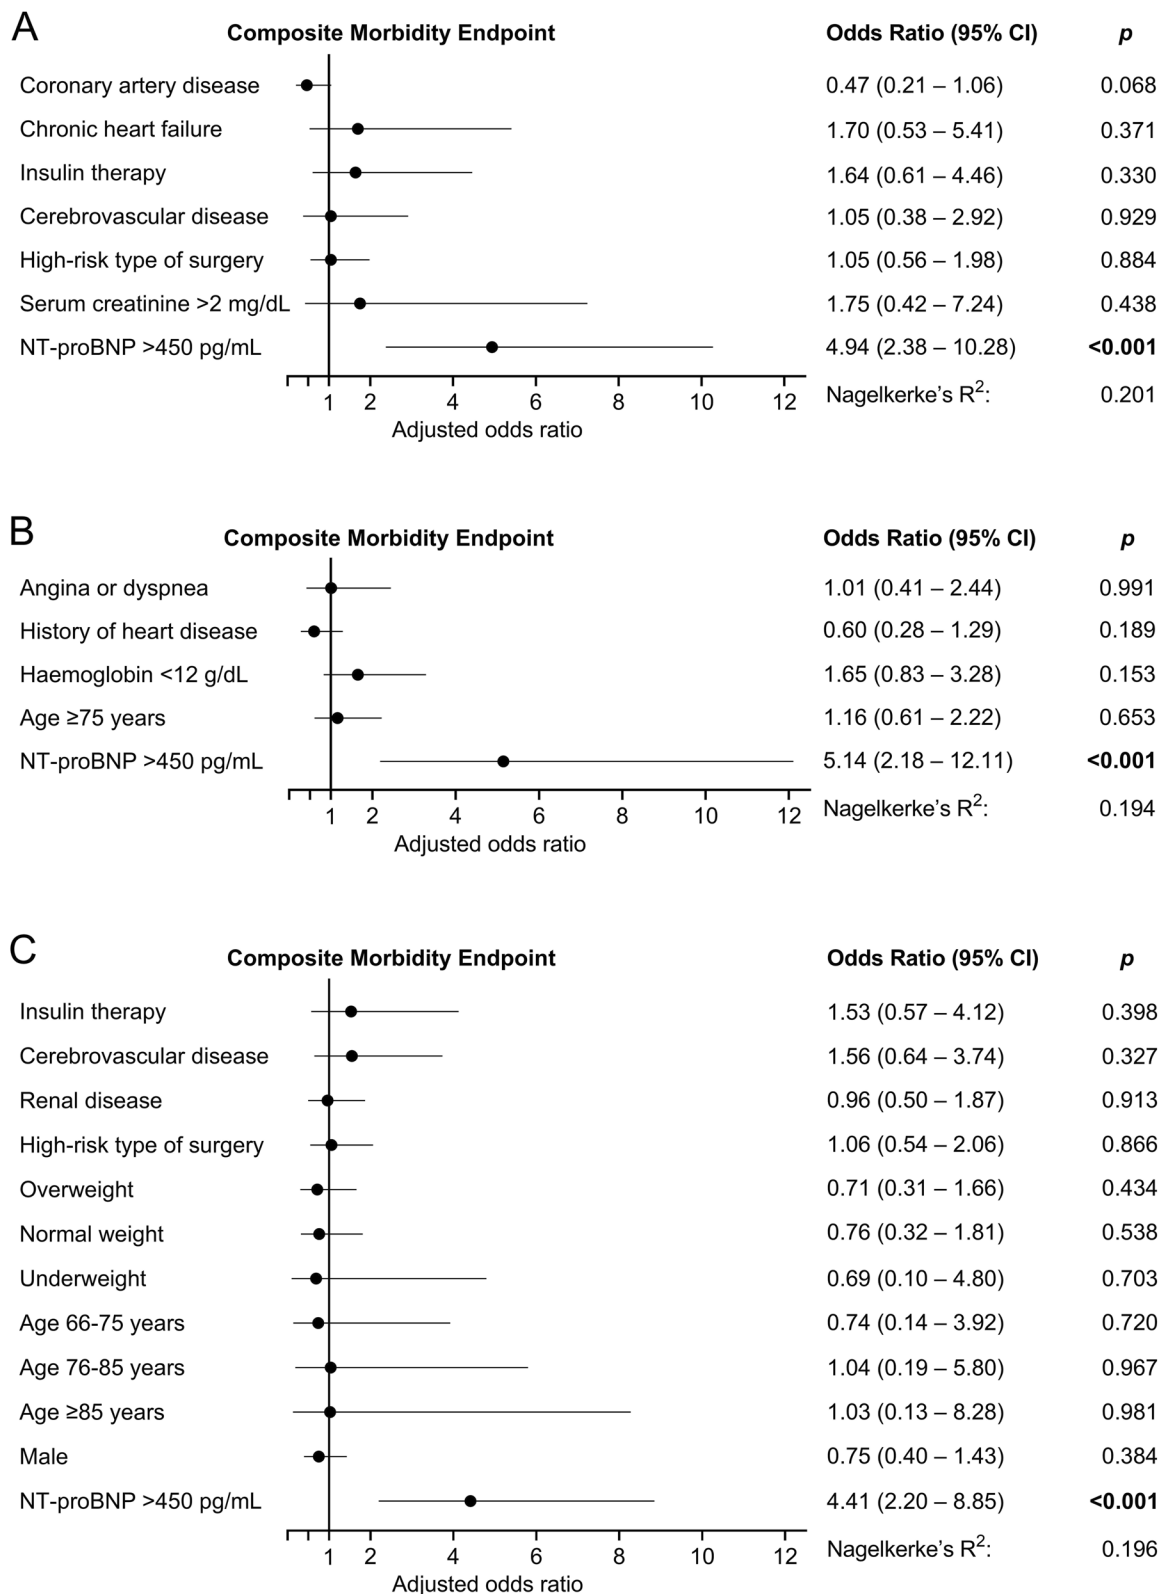 A
Composite Morbidity Endpoint Odds Ratio (95% CI) p
Coronary artery disease 0.47 (0.21 – 1.06) 0.068
Chronic heart failure 1.70 (0.53 – 5.41) 0.371
Insulin therapy 1.64 (0.61 – 4.46) 0.330
Cerebrovascular disease 1.05 (0.38 – 2.92) 0.929
High-risk type of surgery 1.05 (0.56 – 1.98) 0.884
Serum creatinine >2 mg/dL 1.75 (0.42 – 7.24) 0.438
NT-proBNP >450 pg/mL 4.94 (2.38 – 10.28) <0.001
Nagelkerke's R²: 0.201
1 2 4 6 8 10 12
Adjusted odds ratio
B
Composite Morbidity Endpoint Odds Ratio (95% CI) p
Angina or dyspnea 1.01 (0.41 – 2.44) 0.991
History of heart disease 0.60 (0.28 – 1.29) 0.189
Haemoglobin <12 g/dL 1.65 (0.83 – 3.28) 0.153
Age ≥75 years 1.16 (0.61 – 2.22) 0.653
NT-proBNP >450 pg/mL 5.14 (2.18 – 12.11) <0.001
Nagelkerke's R²: 0.194
1 2 4 6 8 10 12
Adjusted odds ratio
C
Composite Morbidity Endpoint Odds Ratio (95% CI) p
Insulin therapy 1.53 (0.57 – 4.12) 0.398
Cerebrovascular disease 1.56 (0.64 – 3.74) 0.327
Renal disease 0.96 (0.50 – 1.87) 0.913
High-risk type of surgery 1.06 (0.54 – 2.06) 0.866
Overweight 0.71 (0.31 – 1.66) 0.434
Normal weight 0.76 (0.32 – 1.81) 0.538
Underweight 0.69 (0.10 – 4.80) 0.703
Age 66-75 years 0.74 (0.14 – 3.92) 0.720
Age 76-85 years 1.04 (0.19 – 5.80) 0.967
Age ≥85 years 1.03 (0.13 – 8.28) 0.981
Male 0.75 (0.40 – 1.43) 0.384
NT-proBNP >450 pg/mL 4.41 (2.20 – 8.85) <0.001
Nagelkerke's R²: 0.196
1 2 4 6 8 10 12
Adjusted odds ratio